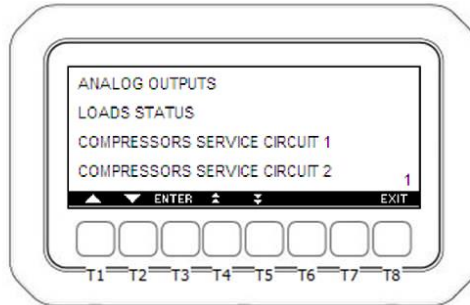 ANALOG OUTPUTS
LOADS STATUS
COMPRESSORS SERVICE CIRCUIT 1
COMPRESSORS SERVICE CIRCUIT 2
1
ENTER EXIT
T1 T2 T3 T4 T5 T6 T7 T8